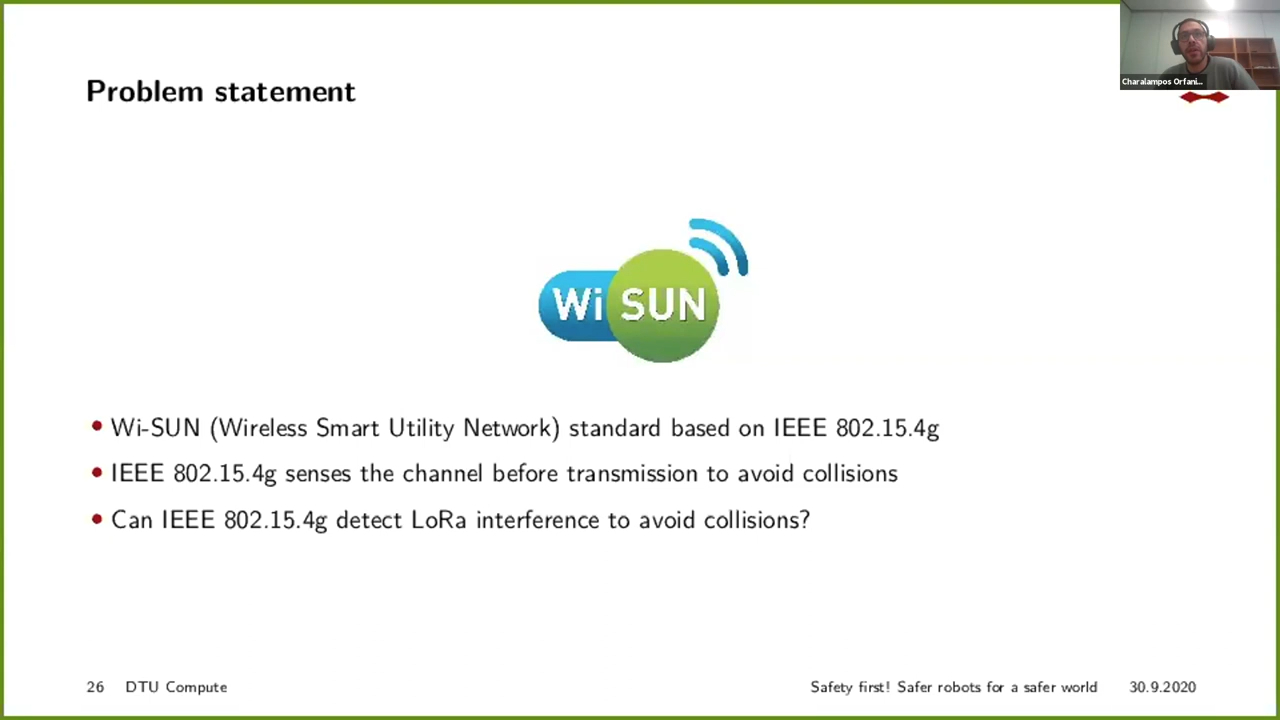 Charalampos Orfani...
Problem statement
Wi SUN
• Wi-SUN (Wireless Smart Utility Network) standard based on IEEE 802.15.4g
• IEEE 802.15.4g senses the channel before transmission to avoid collisions
• Can IEEE 802.15.4g detect LoRa interference to avoid collisions?
26 DTU Compute Safety first! Safer robots for a safer world 30.9.2020